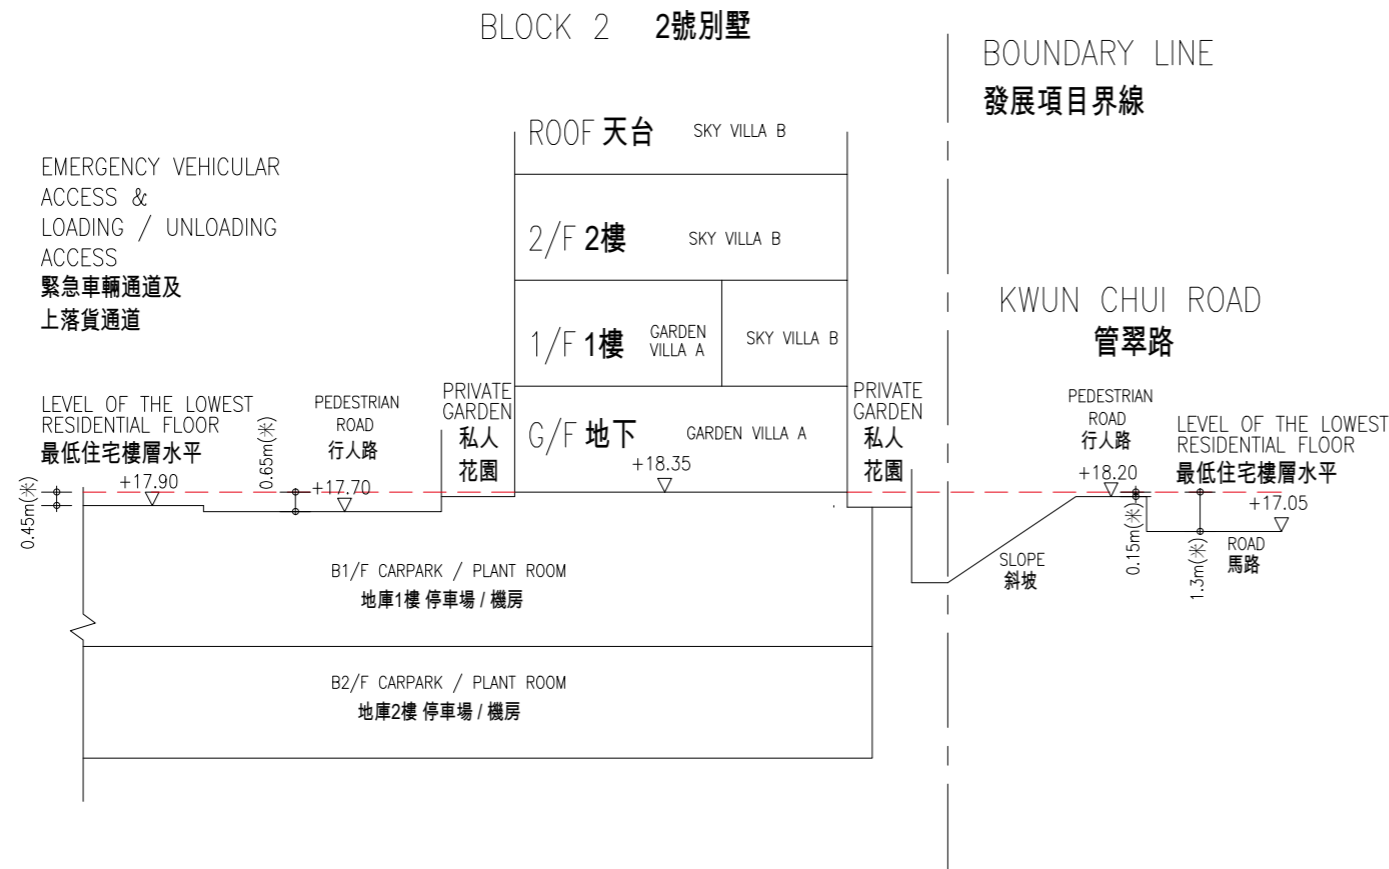 BLOCK 2 2號別墅
BOUNDARY LINE
發展項目界線
ROOF 天台 SKY VILLA B
EMERGENCY VEHICULAR
ACCESS &
LOADING / UNLOADING
ACCESS
緊急車輛通道及
上落貨通道
2/F 2樓 SKY VILLA B
1/F 1樓 GARDEN
VILLA A
SKY VILLA B
KWUN CHUI ROAD
管翠路
LEVEL OF THE LOWEST
RESIDENTIAL FLOOR
最低住宅樓層水平
+17.90
0.45m(米)
0.65m(米)
PEDESTRIAN
ROAD
行人路
+17.70
PRIVATE
GARDEN
私人
花園
G/F 地下 GARDEN VILLA A
+18.35
PRIVATE
GARDEN
私人
花園
PEDESTRIAN
ROAD
行人路
+18.20
LEVEL OF THE LOWEST
RESIDENTIAL FLOOR
最低住宅樓層水平
+17.05
0.15m(米)
1.3m(米)
ROAD
馬路
SLOPE
斜坡
B1/F CARPARK / PLANT ROOM
地庫1樓 停車場 / 機房
B2/F CARPARK / PLANT ROOM
地庫2樓 停車場 / 機房